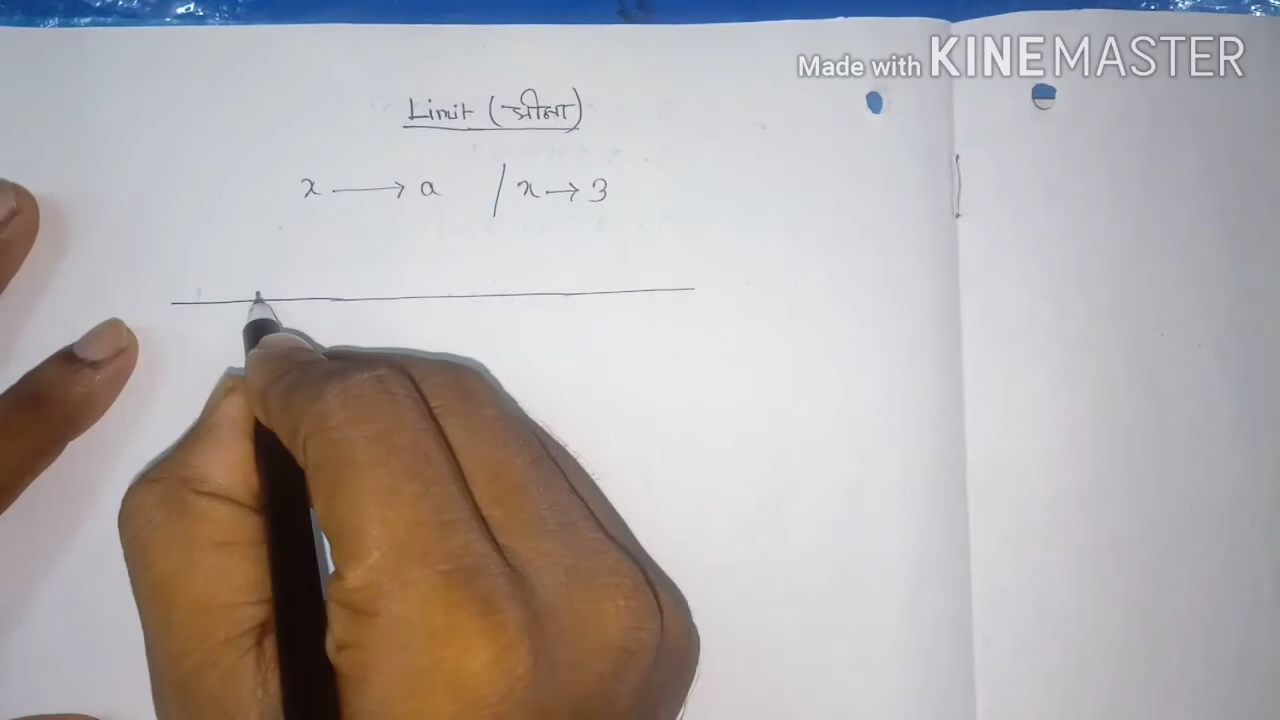 Made with KINEMASTER
Limit (सीमा)
x → a / x → 3